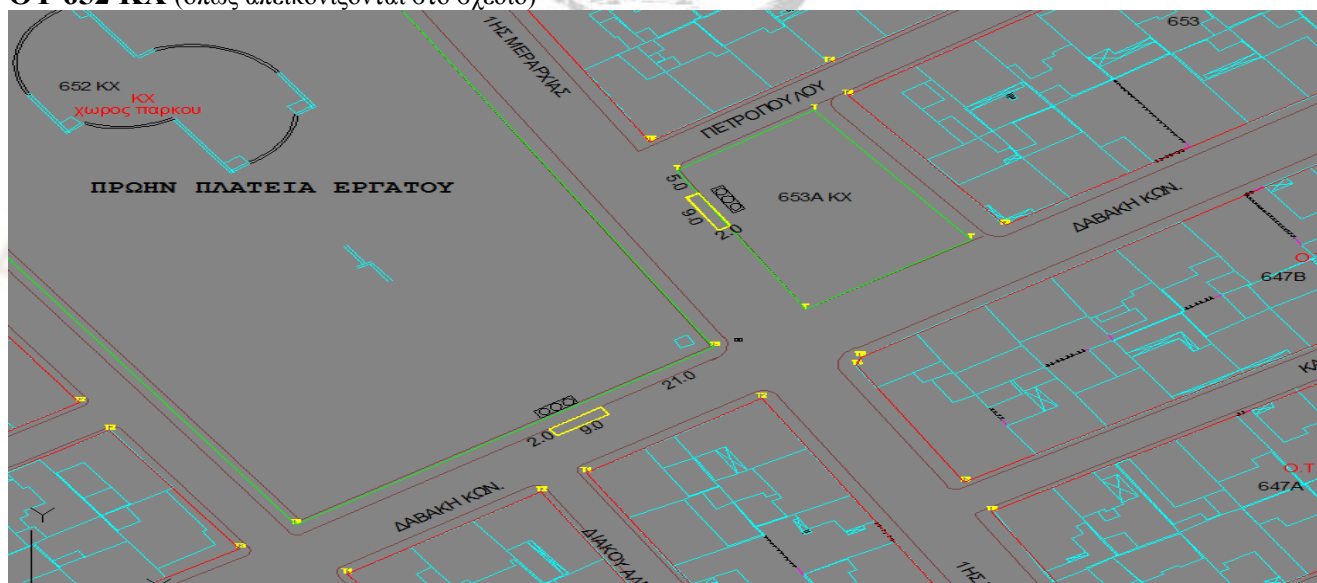 ΟΤ 652 ΚΧ (όπως απεικονίζονται στο σχέδιο)
1ΗΣ ΜΕΡΑΡΧΙΑΣ
653
652 ΚΧ
ΚΧ
χωρος παρκου
ΠΕΤΡΟΠΟΥΛΟΥ
ΠΡΩΗΝ ΠΛΑΤΕΙΑ ΕΡΓΑΤΟΥ
5.0
9.0
2.0
653Α ΚΧ
ΔΑΒΑΚΗ ΚΩΝ.
Ο
647Β
21.0
2.0
9.0
ΔΑΒΑΚΗ ΚΩΝ.
Ο.Τ
647Α